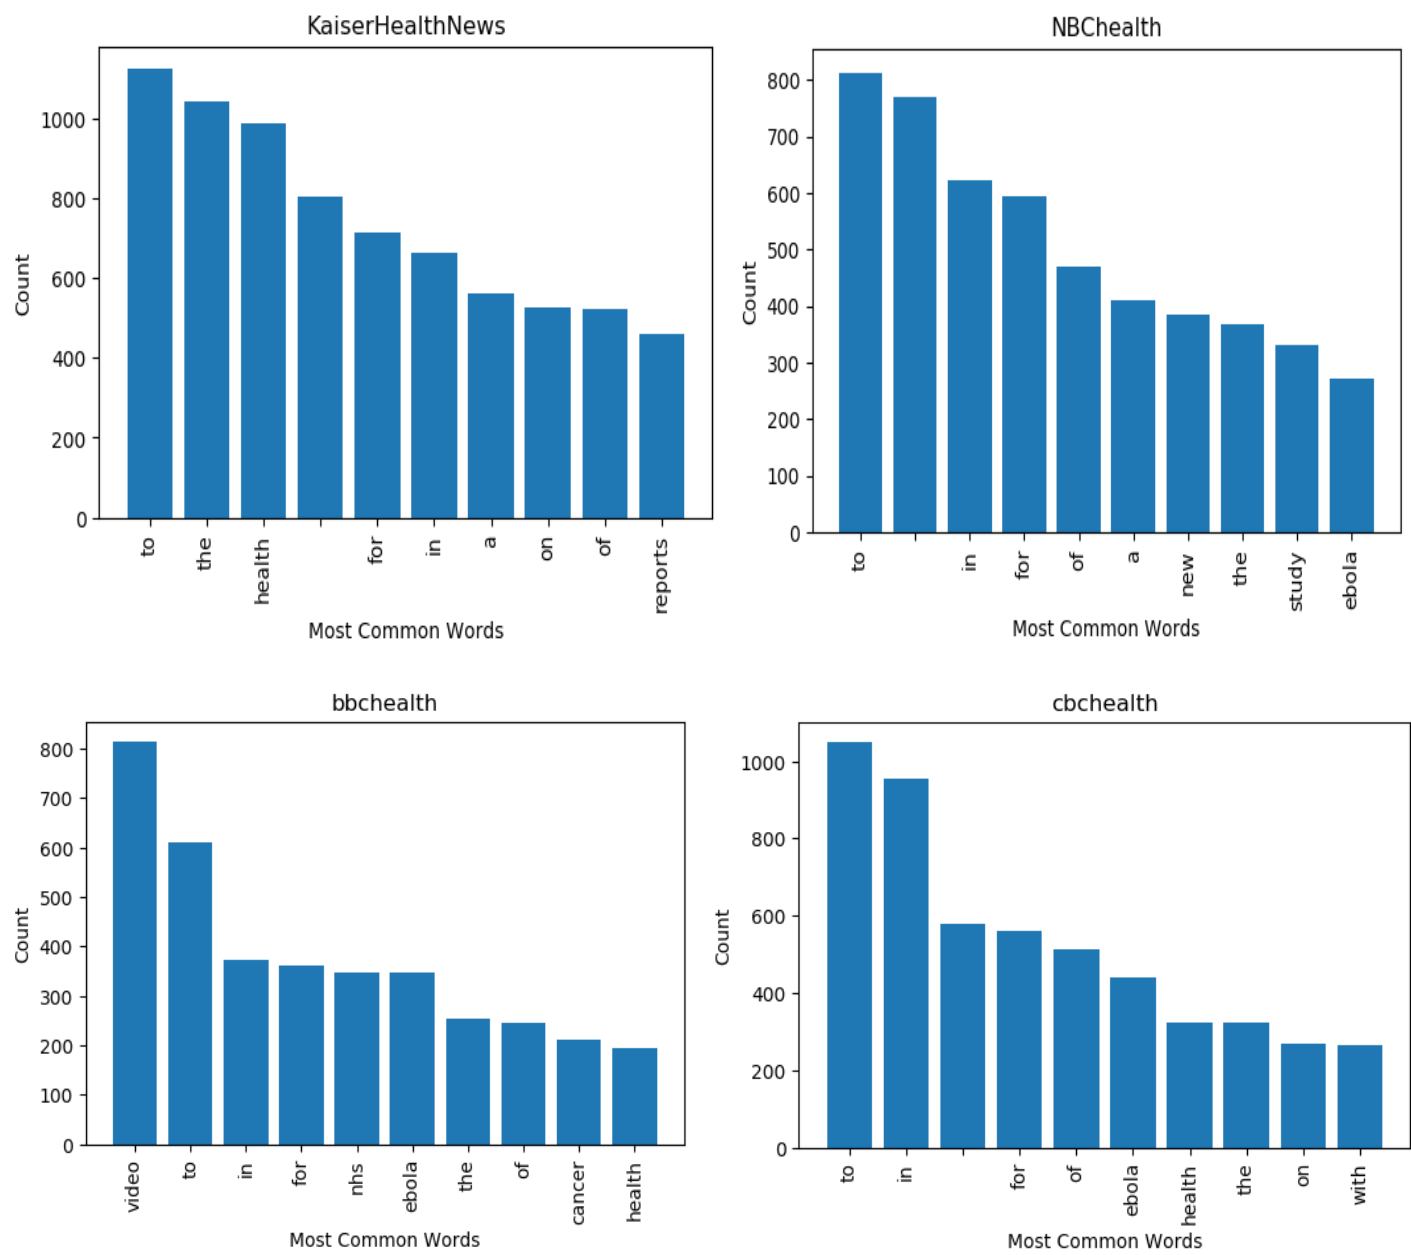 KaiserHealthNews
1000
800
600
400
200
0
Count
to
the
health
for
in
a
on
of
reports
Most Common Words
NBChealth
800
700
600
500
400
300
200
100
0
Count
to
in
for
of
a
new
the
study
ebola
Most Common Words
bbchealth
800
700
600
500
400
300
200
100
0
Count
video
to
in
for
nhs
ebola
the
of
cancer
health
Most Common Words
cbchealth
1000
800
600
400
200
0
Count
to
in
for
of
ebola
health
the
on
with
Most Common Words